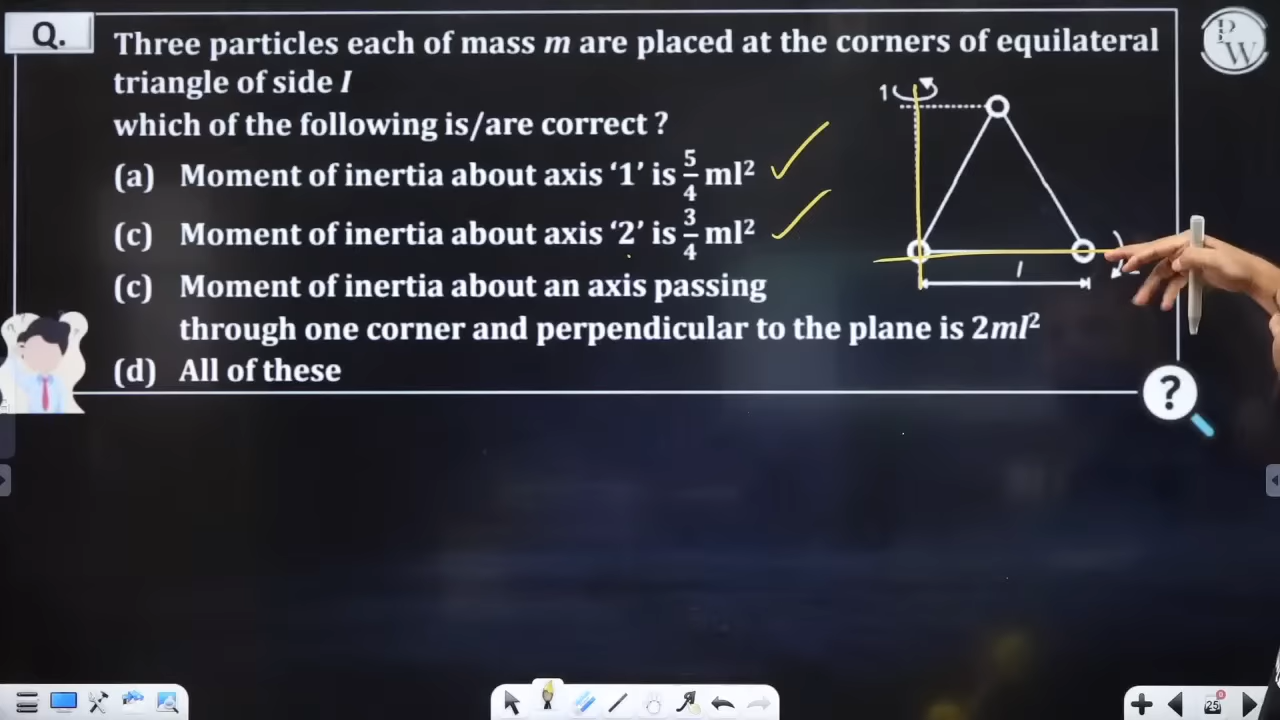 Q.
Three particles each of mass m are placed at the corners of equilateral
triangle of side l
which of the following is/are correct ?
(a) Moment of inertia about axis ‘1’ is 5/4 ml²
(c) Moment of inertia about axis ‘2’ is 3/4 ml²
(c) Moment of inertia about an axis passing
through one corner and perpendicular to the plane is 2ml²
(d) All of these
1
l
P
W
?
25